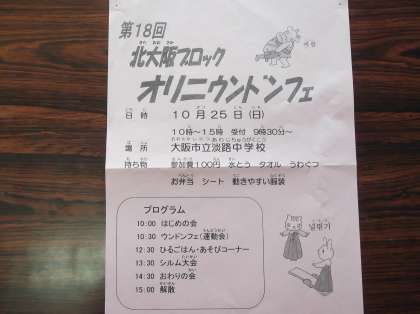 第18回
北大阪ブロック
オリニウンドンフェ
日時 10月25日(日)
10時～15時 受付 9時30分～
場所 大阪市立淡路中学校
持ち物 参加費100円 水とう タオル うわぐつ
お弁当 シート 動きやすい服装
プログラム
10:00 はじめの会
10:30 ウンドンフェ(運動会)
12:30 ひるごはん・あそびコーナー
13:30 シルム大会
14:30 おわりの会
15:00 解散
널뛰기